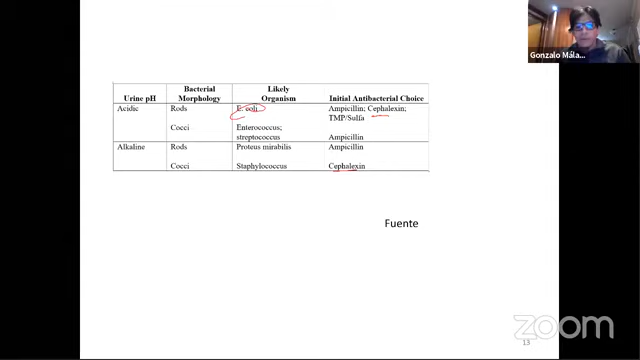 Gonzalo Mála...
Urine pH
Bacterial Morphology
Likely Organism
Initial Antibacterial Choice
Acidic
Rods
E. coli
Ampicillin; Cephalexin;
TMP/Sulfa
Cocci
Enterococcus;
streptococcus
Ampicillin
Alkaline
Rods
Proteus mirabilis
Ampicillin
Cocci
Staphylococcus
Cephalexin
Fuente
zoom
13